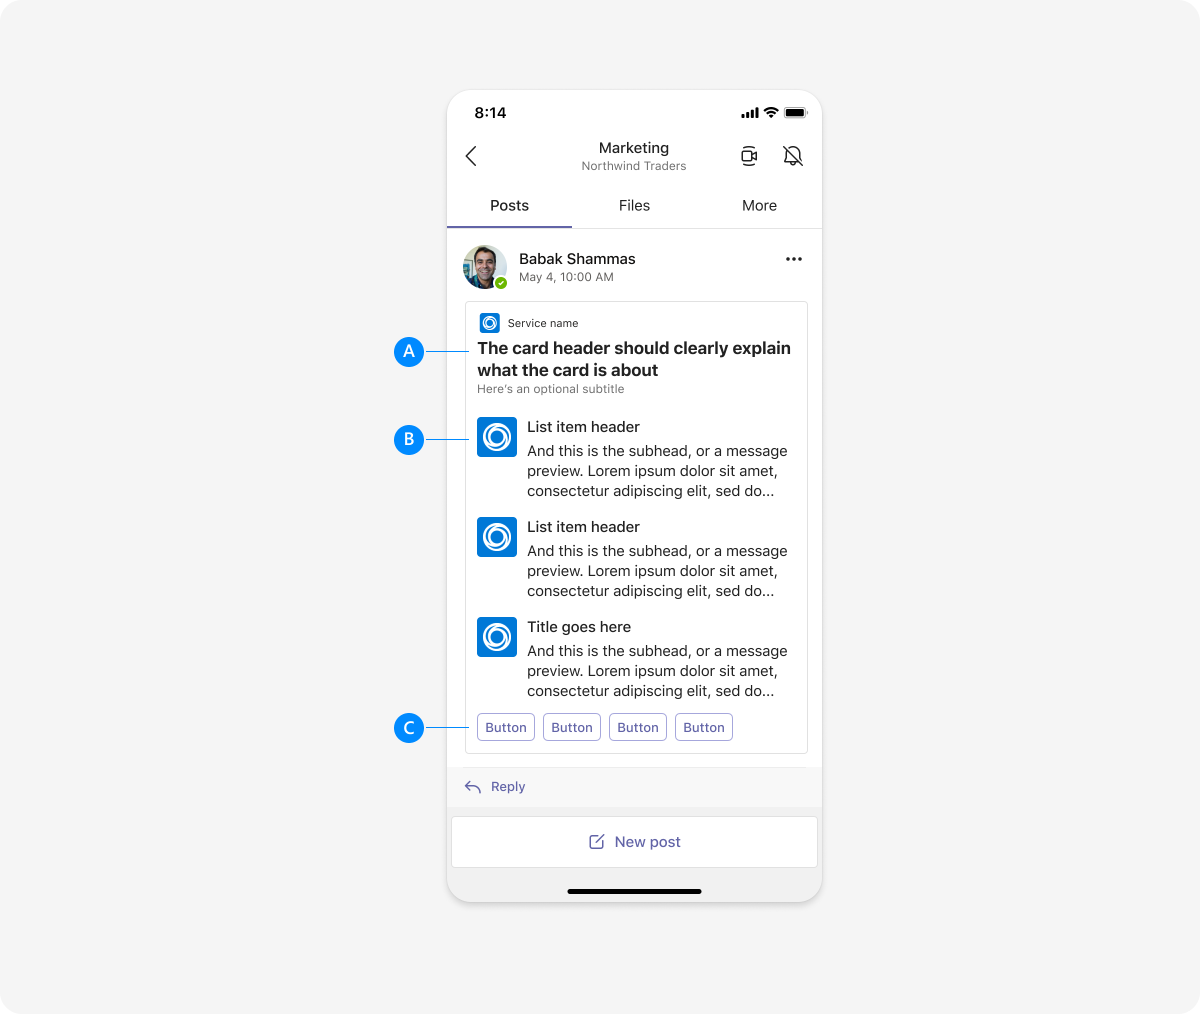 8:14
Marketing
Northwind Traders
Posts
Files
More
Babak Shammas
May 4, 10:00 AM
Service name
A
The card header should clearly explain
what the card is about
Here's an optional subtitle
B
List item header
And this is the subhead, or a message
preview. Lorem ipsum dolor sit amet,
consectetur adipiscing elit, sed do...
List item header
And this is the subhead, or a message
preview. Lorem ipsum dolor sit amet,
consectetur adipiscing elit, sed do...
Title goes here
And this is the subhead, or a message
preview. Lorem ipsum dolor sit amet,
consectetur adipiscing elit, sed do...
C
Button
Button
Button
Button
Reply
New post